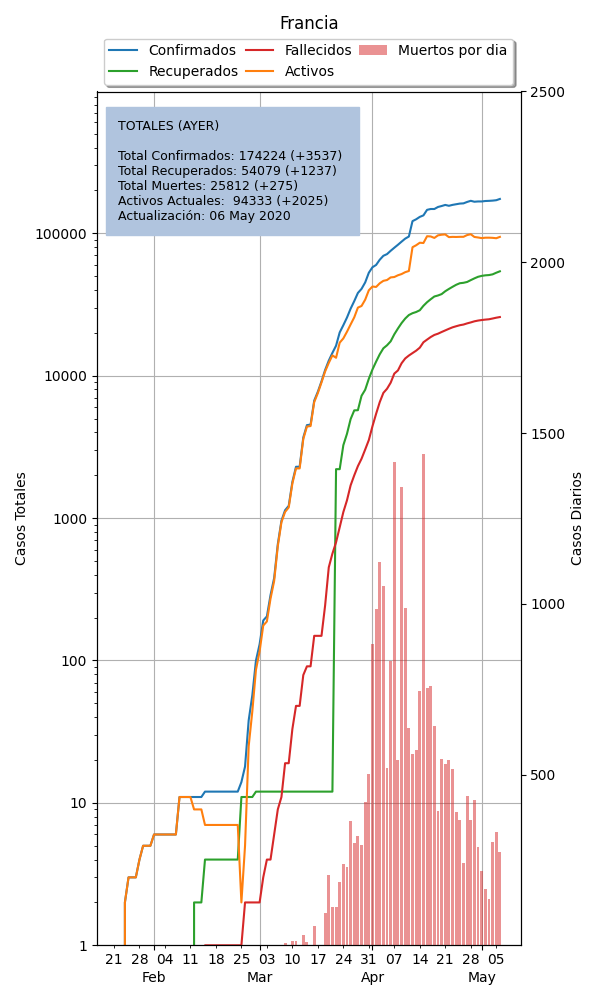 Francia
Confirmados
Recuperados
Fallecidos
Activos
Muertos por dia
TOTALES (AYER)
Total Confirmados: 174224 (+3537)
Total Recuperados: 54079 (+1237)
Total Muertes: 25812 (+275)
Activos Actuales:  94333 (+2025)
Actualización: 06 May 2020
Casos Totales
100000
10000
1000
100
10
1
2500
2000
1500
1000
500
Casos Diarios
21 28 04 11 18 25 03 10 17 24 31 07 14 21 28 05
Feb Mar Apr May